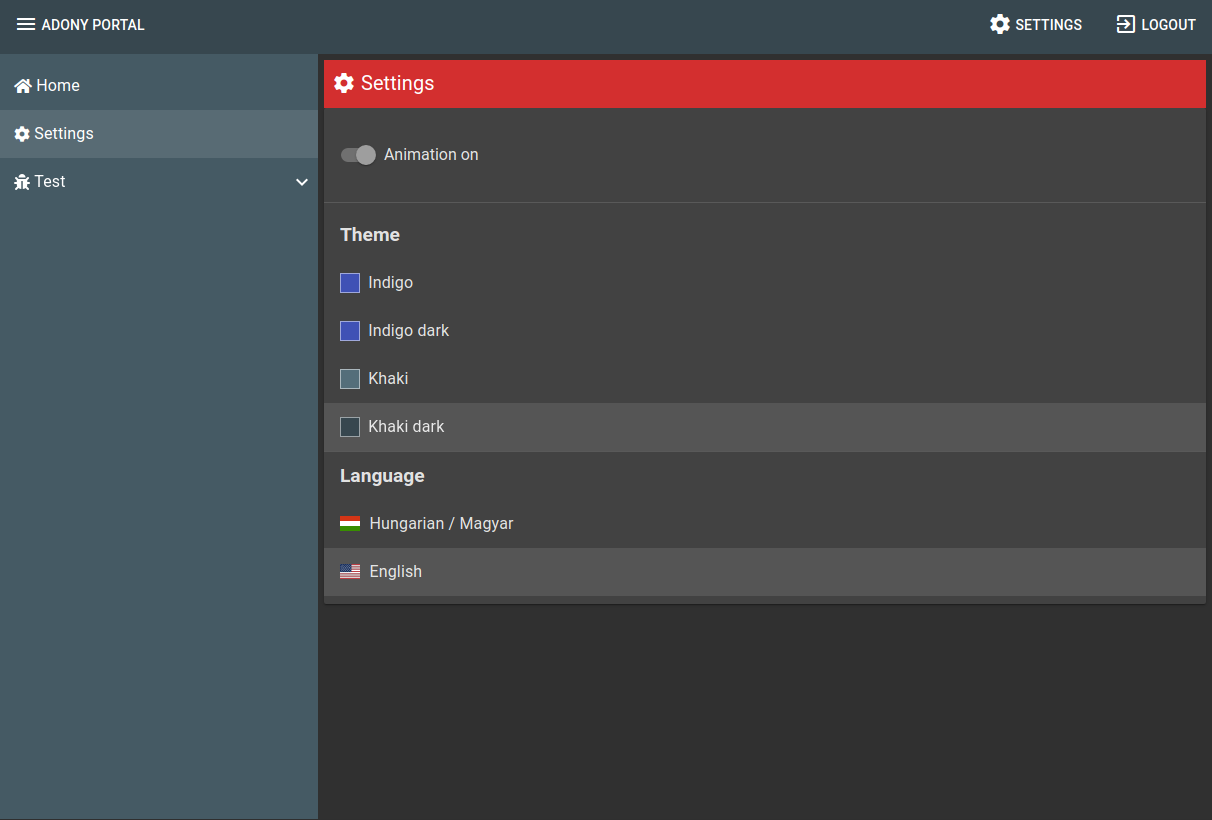 ADONY PORTAL
SETTINGS
LOGOUT
Home
Settings
Test
Settings
Animation on
Theme
Indigo
Indigo dark
Khaki
Khaki dark
Language
Hungarian / Magyar
English